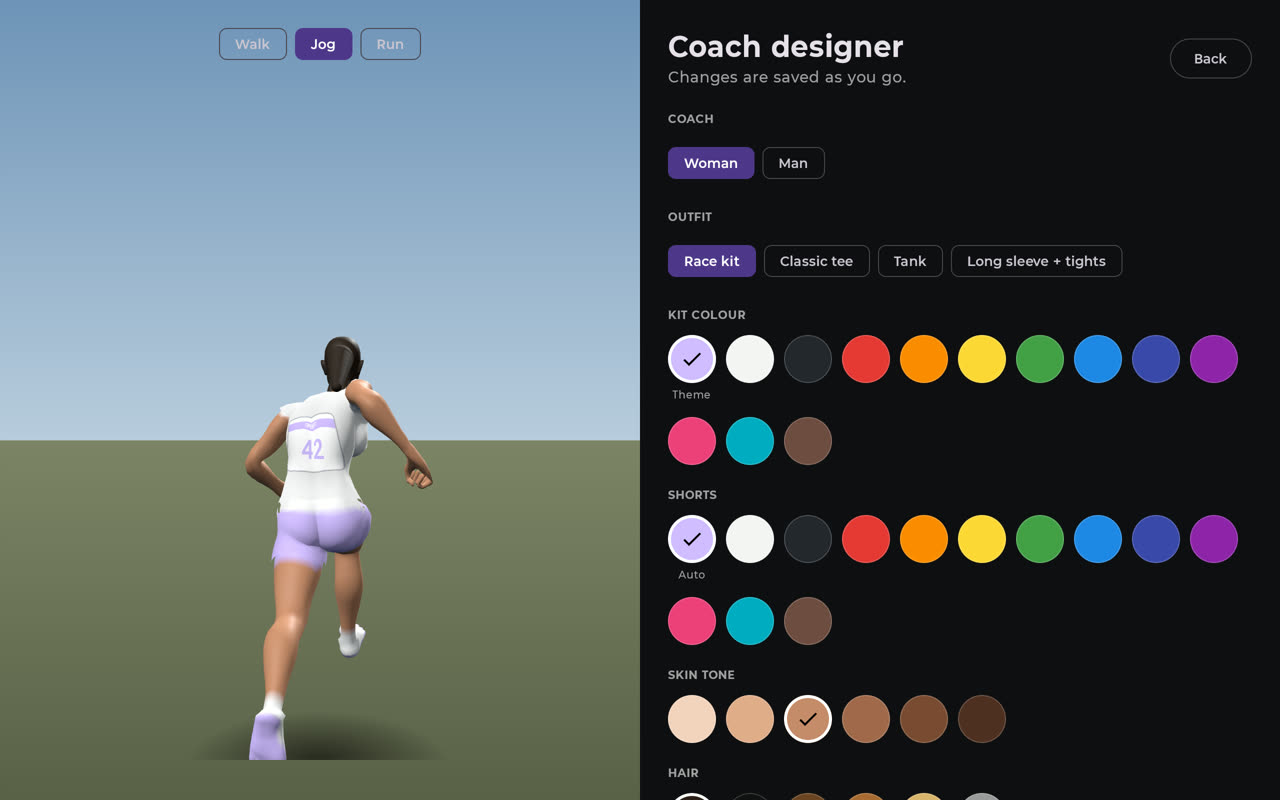 Walk
Jog
Run
42
Coach designer
Changes are saved as you go.
Back
COACH
Woman
Man
OUTFIT
Race kit
Classic tee
Tank
Long sleeve + tights
KIT COLOUR
Theme
SHORTS
Auto
SKIN TONE
HAIR